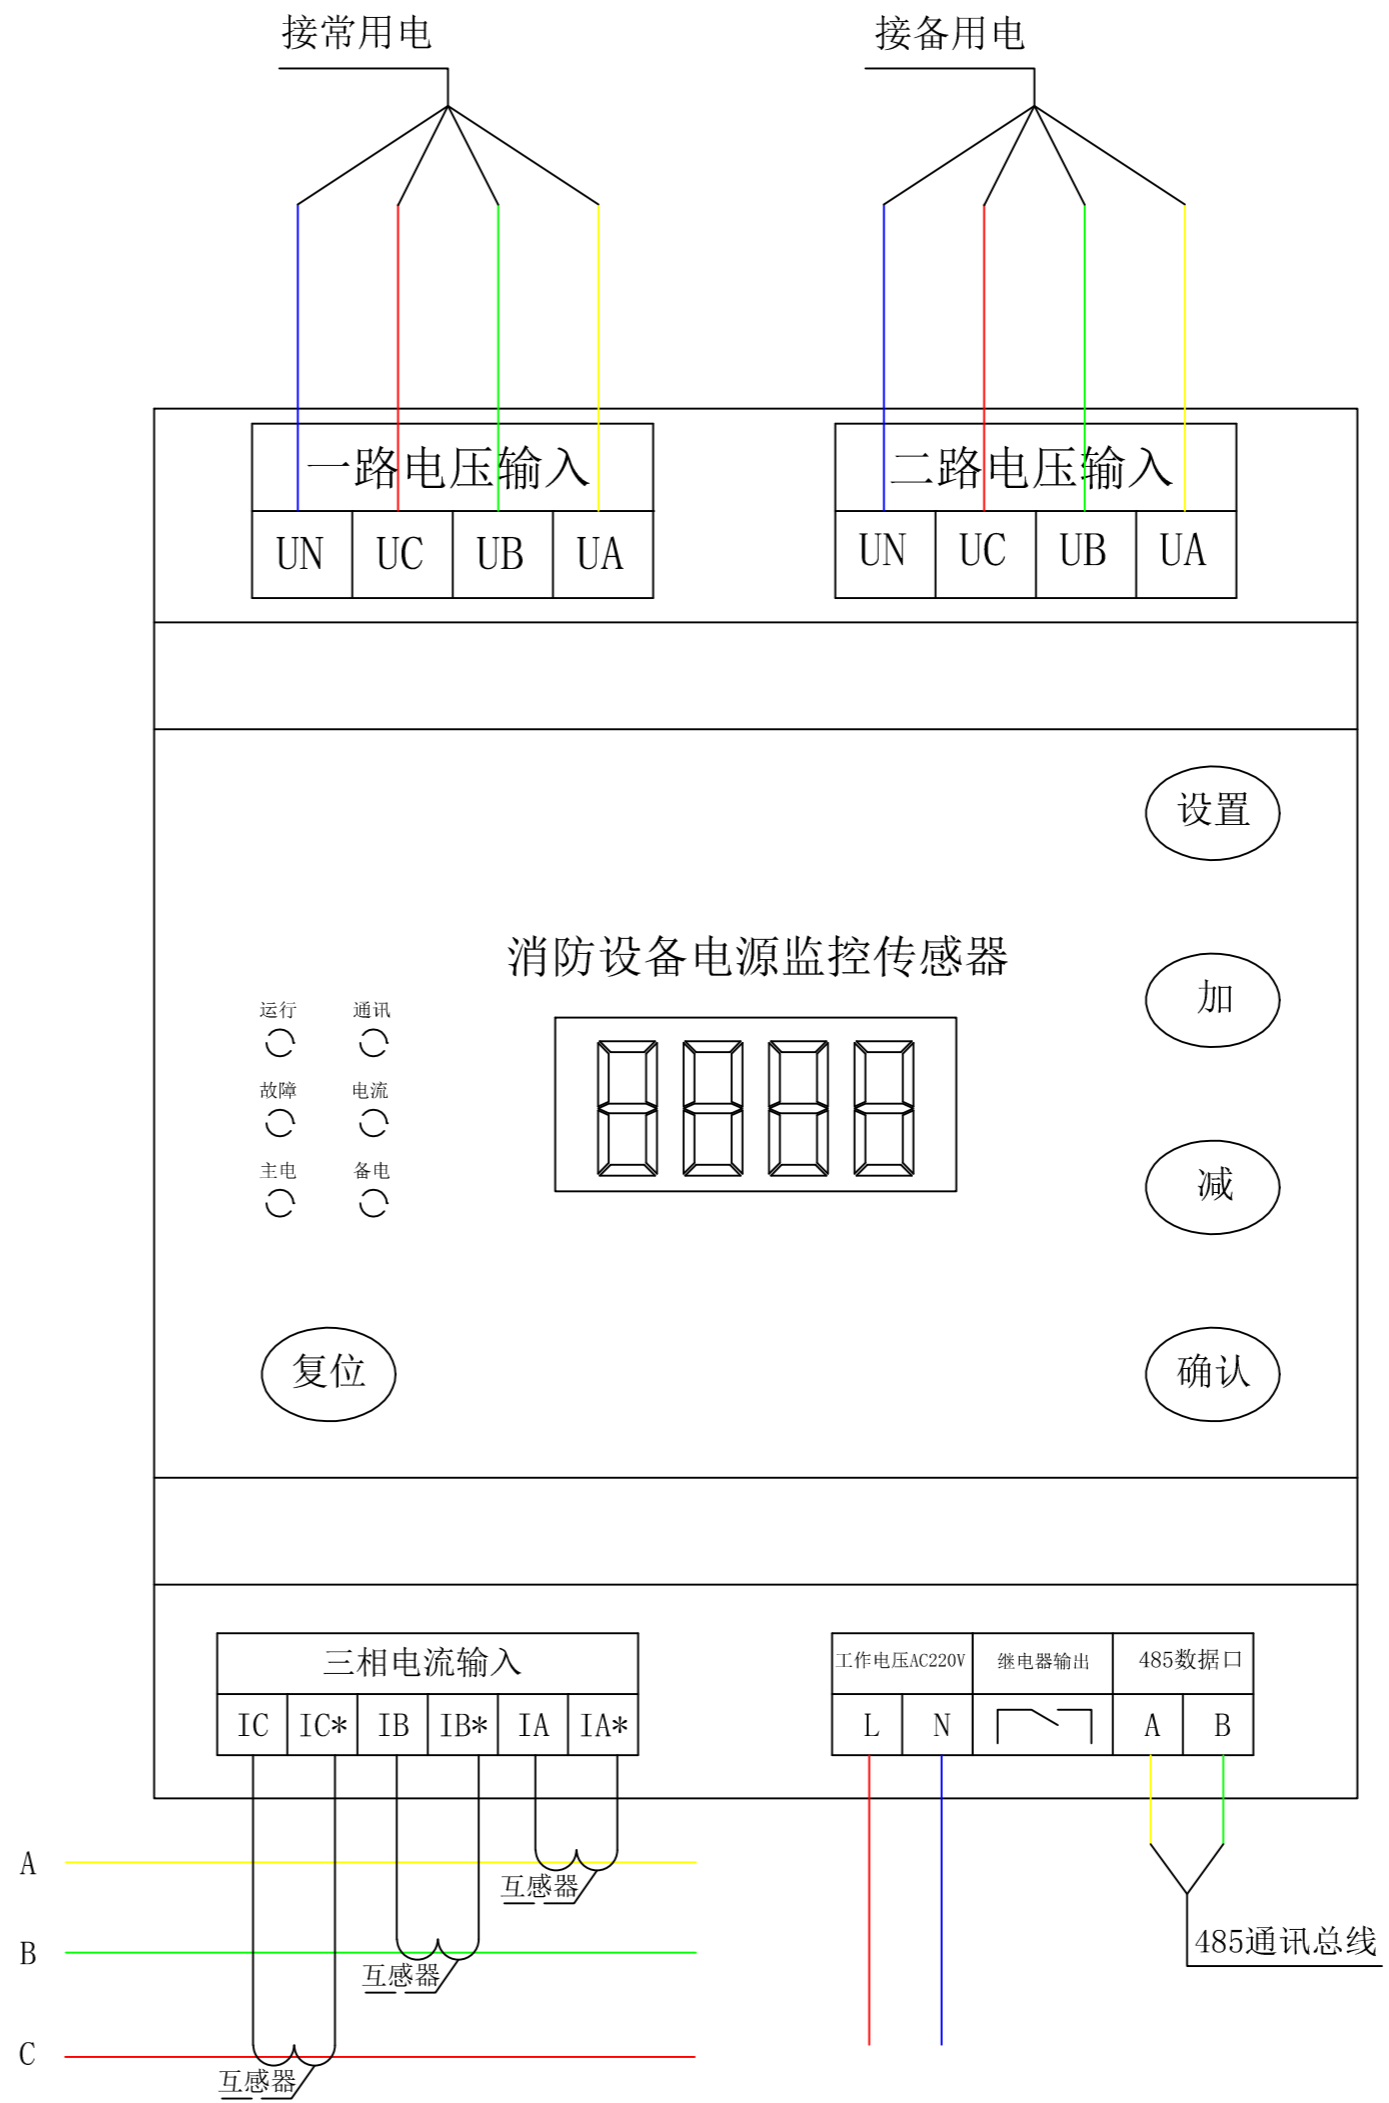 接常用电
接备用电
一路电压输入
二路电压输入
UN UC UB UA
UN UC UB UA
设置
消防设备电源监控传感器
加
运行 通讯
故障 电流
主电 备电
减
复位
确认
三相电流输入
IC IC* IB IB* IA IA*
工作电压AC220V 继电器输出 485数据口
L N A B
A
互感器
B
互感器
485通讯总线
C
互感器